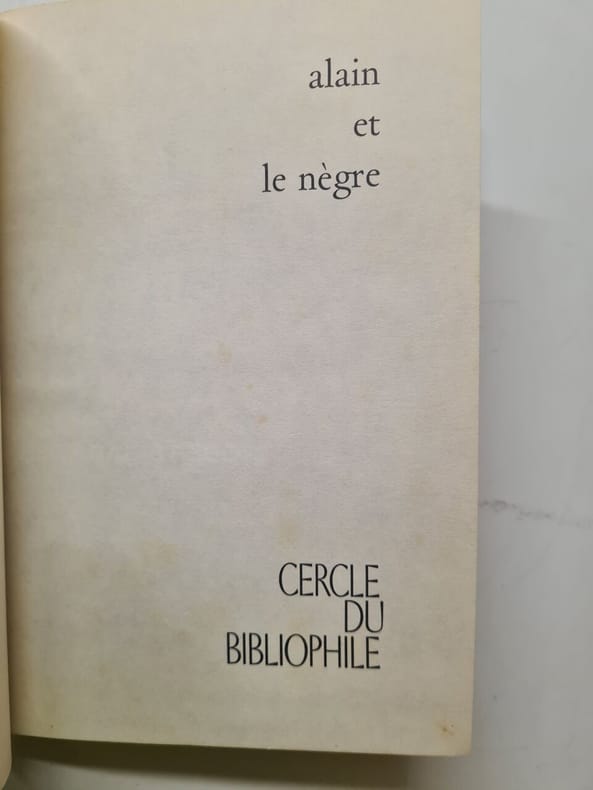 alain
et
le nègre
CERCLE
DU
BIBLIOPHILE